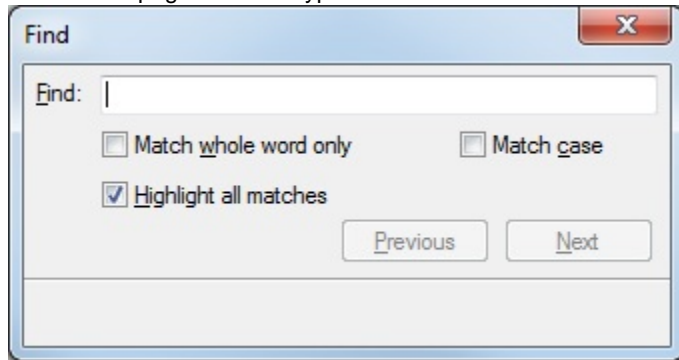 Find
Find:
Match whole word only Match case
Highlight all matches
Previous Next